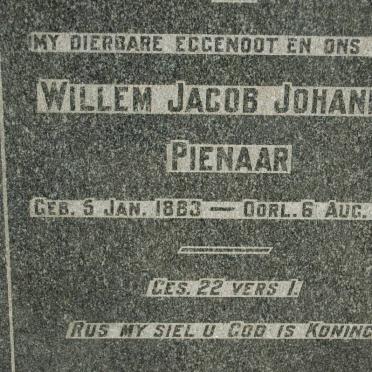 MY DIERBARE EGGENOOT EN ONS
WILLEM JACOB JOHAN
PIENAAR
GEB. 5 JAN. 1883 — OORL. 6 AUG.
GES. 22 VERS 1.
RUS MY SIEL U GOD IS KONING